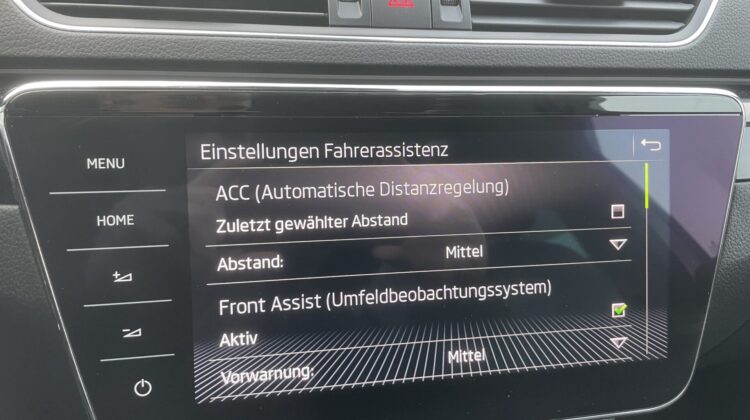 Einstellungen Fahrerassistenz
MENU
ACC (Automatische Distanzregelung)
HOME
Zuletzt gewählter Abstand
Abstand: Mittel
Front Assist (Umfeldbeobachtungssystem)
Aktiv
Vorwarnung: Mittel